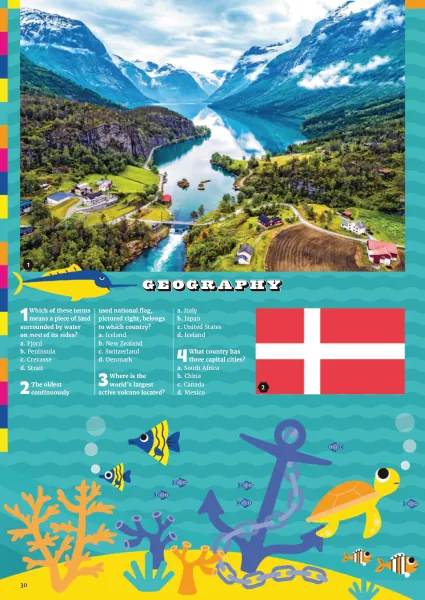 1
GEOGRAPHY
1 Which of these terms
means a piece of land
surrounded by water
on most of its sides?
a. Fjord
b. Peninsula
c. Crevasse
d. Strait
2 The oldest
continuously
used national flag,
pictured right, belongs
to which country?
a. Iceland
b. New Zealand
c. Switzerland
d. Denmark
3 Where is the
world's largest
active volcano located?
a. Italy
b. Japan
c. United States
d. Iceland
4 What country has
three capital cities?
a. South Africa
b. China
c. Canada
d. Mexico
2
30